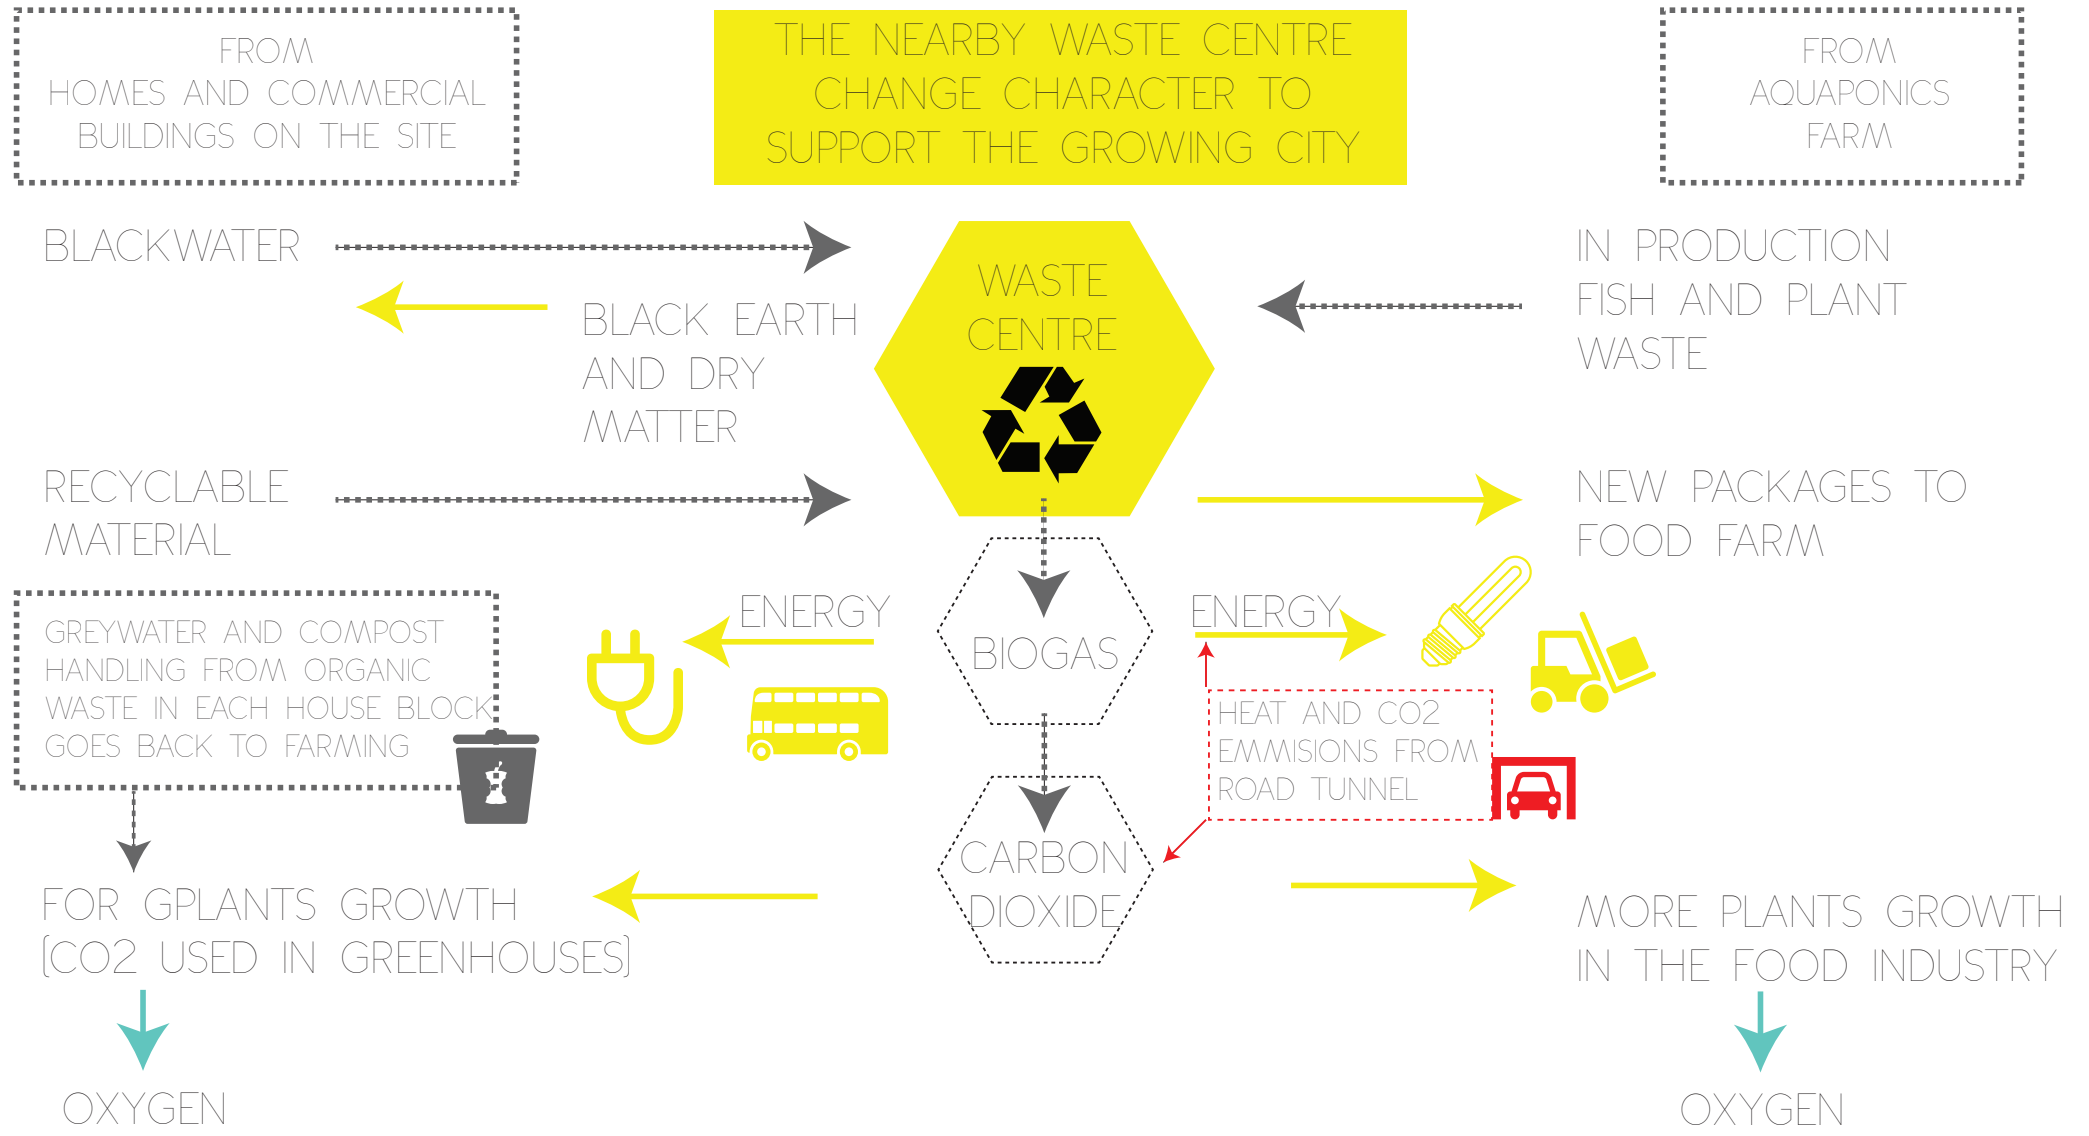 FROM
HOMES AND COMMERCIAL
BUILDINGS ON THE SITE
THE NEARBY WASTE CENTRE
CHANGE CHARACTER TO
SUPPORT THE GROWING CITY
FROM
AQUAPONICS
FARM
BLACKWATER
BLACK EARTH
AND DRY
MATTER
WASTE
CENTRE
IN PRODUCTION
FISH AND PLANT
WASTE
RECYCLABLE
MATERIAL
NEW PACKAGES TO
FOOD FARM
GREYWATER AND COMPOST
HANDLING FROM ORGANIC
WASTE IN EACH HOUSE BLOCK
GOES BACK TO FARMING
ENERGY
BIOGAS
ENERGY
HEAT AND CO2
EMMISIONS FROM
ROAD TUNNEL
CARBON
DIOXIDE
FOR GPLANTS GROWTH
(CO2 USED IN GREENHOUSES)
MORE PLANTS GROWTH
IN THE FOOD INDUSTRY
OXYGEN
OXYGEN